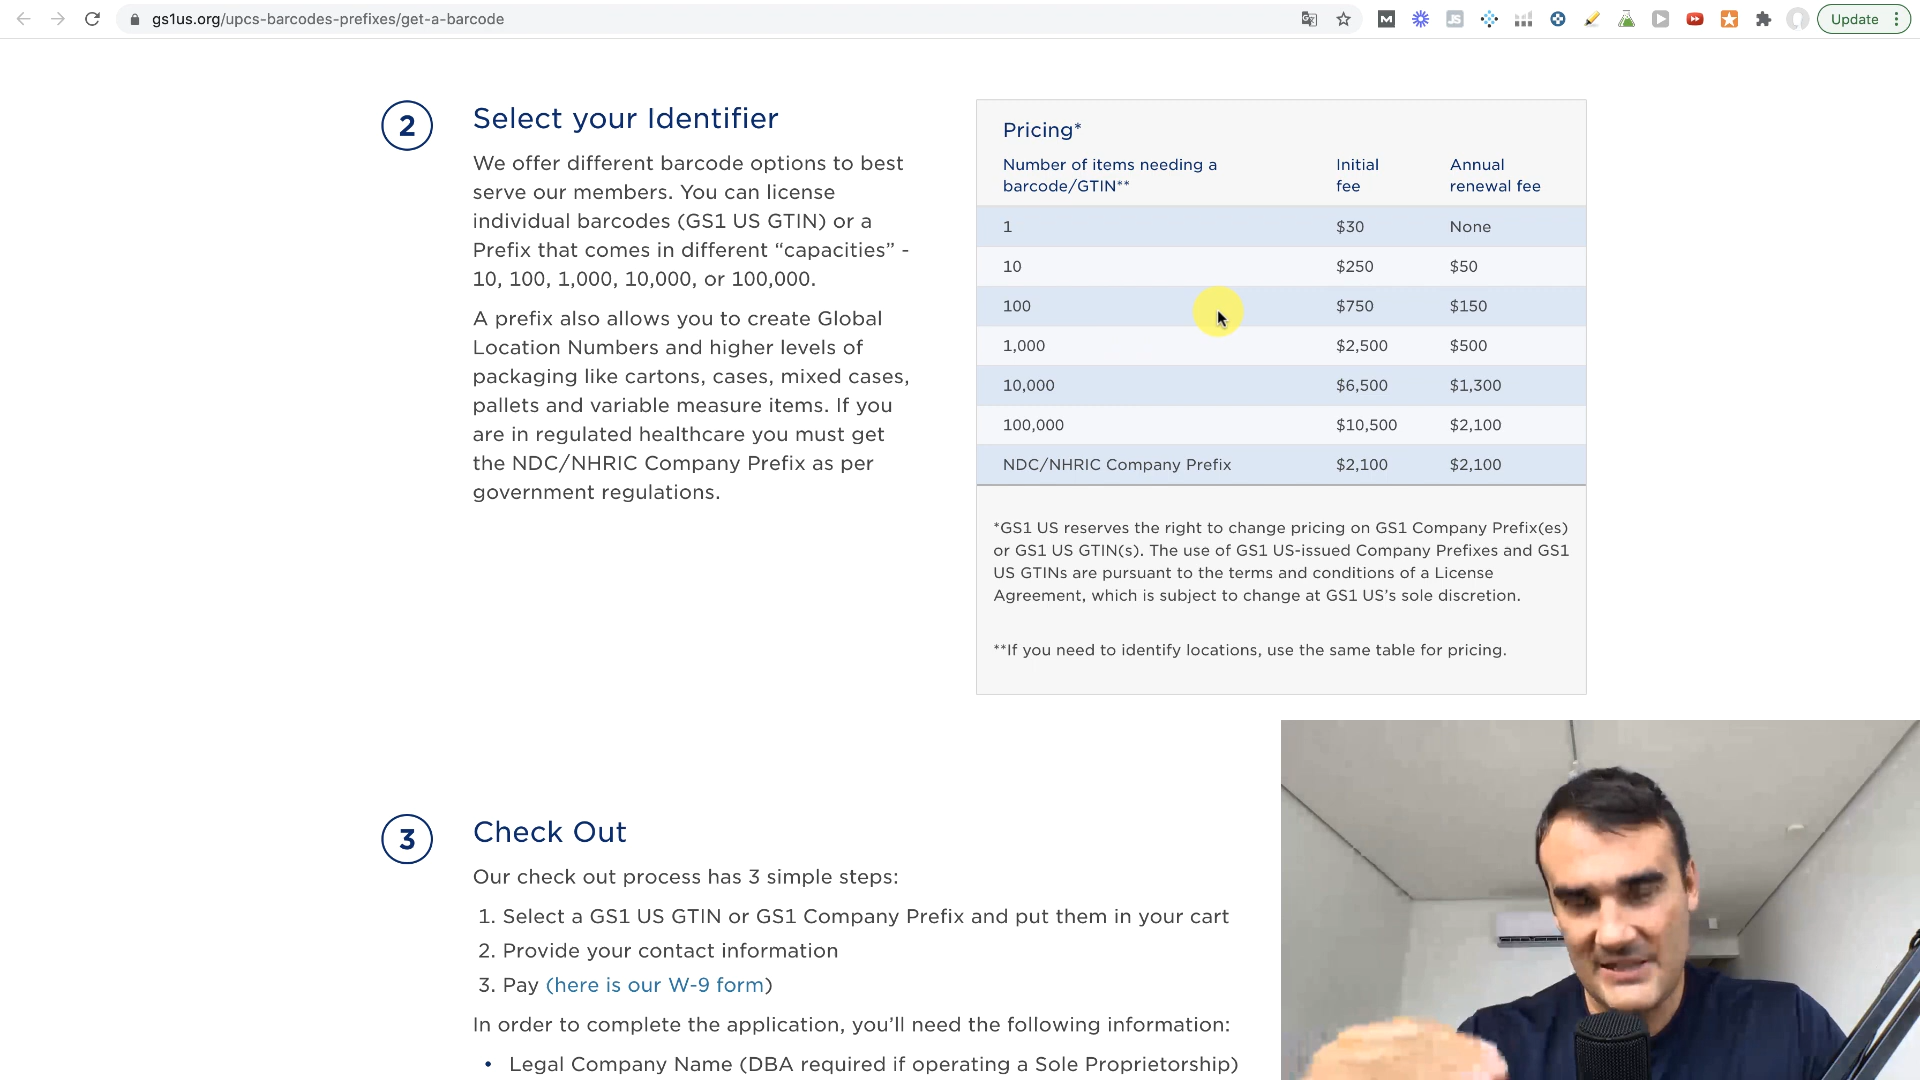 gs1us.org/upcs-barcodes-prefixes/get-a-barcode
Update
2
Select your Identifier
We offer different barcode options to best
serve our members. You can license
individual barcodes (GS1 US GTIN) or a
Prefix that comes in different “capacities” -
10, 100, 1,000, 10,000, or 100,000.
A prefix also allows you to create Global
Location Numbers and higher levels of
packaging like cartons, cases, mixed cases,
pallets and variable measure items. If you
are in regulated healthcare you must get
the NDC/NHRIC Company Prefix as per
government regulations.
Pricing*
Number of items needing a barcode/GTIN** Initial fee Annual renewal fee
1 $30 None
10 $250 $50
100 $750 $150
1,000 $2,500 $500
10,000 $6,500 $1,300
100,000 $10,500 $2,100
NDC/NHRIC Company Prefix $2,100 $2,100
*GS1 US reserves the right to change pricing on GS1 Company Prefix(es)
or GS1 US GTIN(s). The use of GS1 US-issued Company Prefixes and GS1
US GTINs are pursuant to the terms and conditions of a License
Agreement, which is subject to change at GS1 US’s sole discretion.
**If you need to identify locations, use the same table for pricing.
3
Check Out
Our check out process has 3 simple steps:
1. Select a GS1 US GTIN or GS1 Company Prefix and put them in your cart
2. Provide your contact information
3. Pay (here is our W-9 form)
In order to complete the application, you’ll need the following information:
• Legal Company Name (DBA required if operating a Sole Proprietorship)